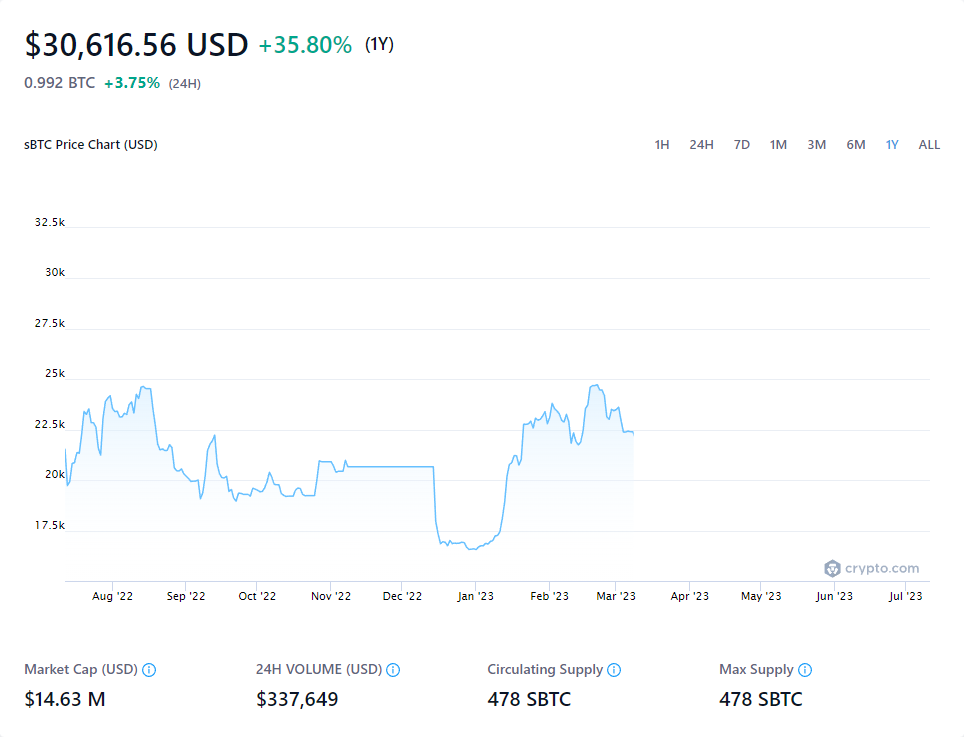 $30,616.56 USD +35.80% (1Y)
0.992 BTC +3.75% (24H)
sBTC Price Chart (USD) 1H 24H 7D 1M 3M 6M 1Y ALL
32.5k
30k
27.5k
25k
22.5k
20k
17.5k
crypto.com
Aug '22 Sep '22 Oct '22 Nov '22 Dec '22 Jan '23 Feb '23 Mar '23 Apr '23 May '23 Jun '23 Jul '23
Market Cap (USD) 24H VOLUME (USD) Circulating Supply Max Supply
$14.63 M $337,649 478 SBTC 478 SBTC